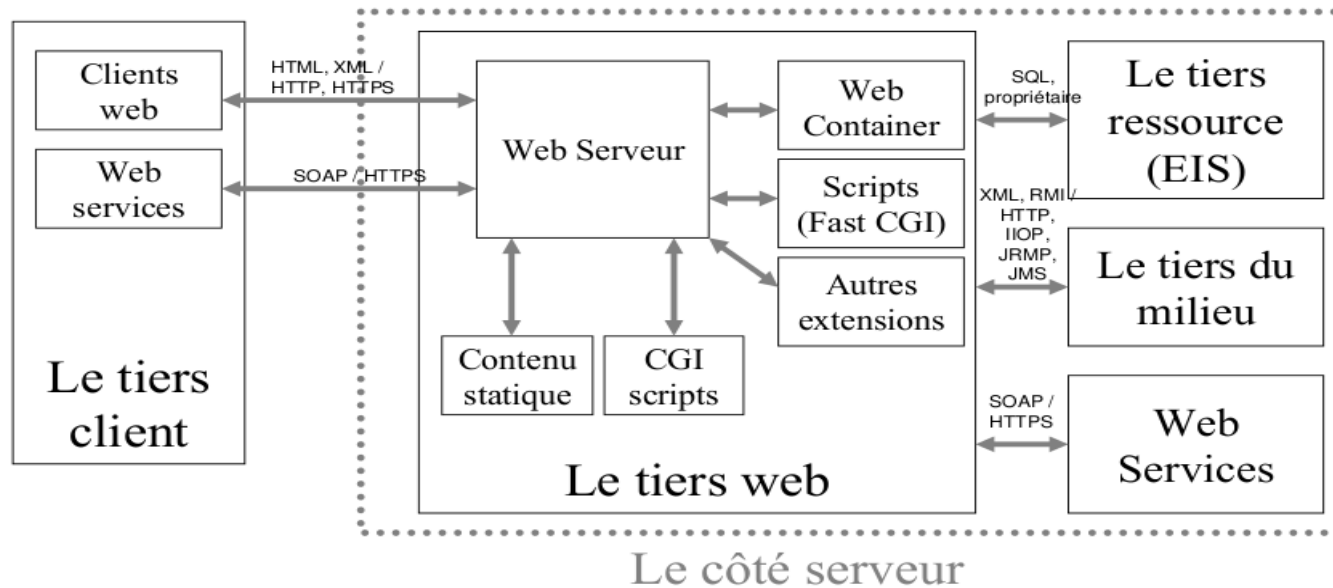 Clients
web
Web
services
Le tiers
client
HTML, XML /
HTTP, HTTPS
SOAP / HTTPS
Web Serveur
Web
Container
Scripts
(Fast CGI)
Autres
extensions
Contenu
statique
CGI
scripts
Le tiers web
SQL,
propriétaire
XML, RMI /
HTTP,
IIOP,
JRMP,
JMS
SOAP /
HTTPS
Le tiers
ressource
(EIS)
Le tiers du
milieu
Web
Services
Le côté serveur